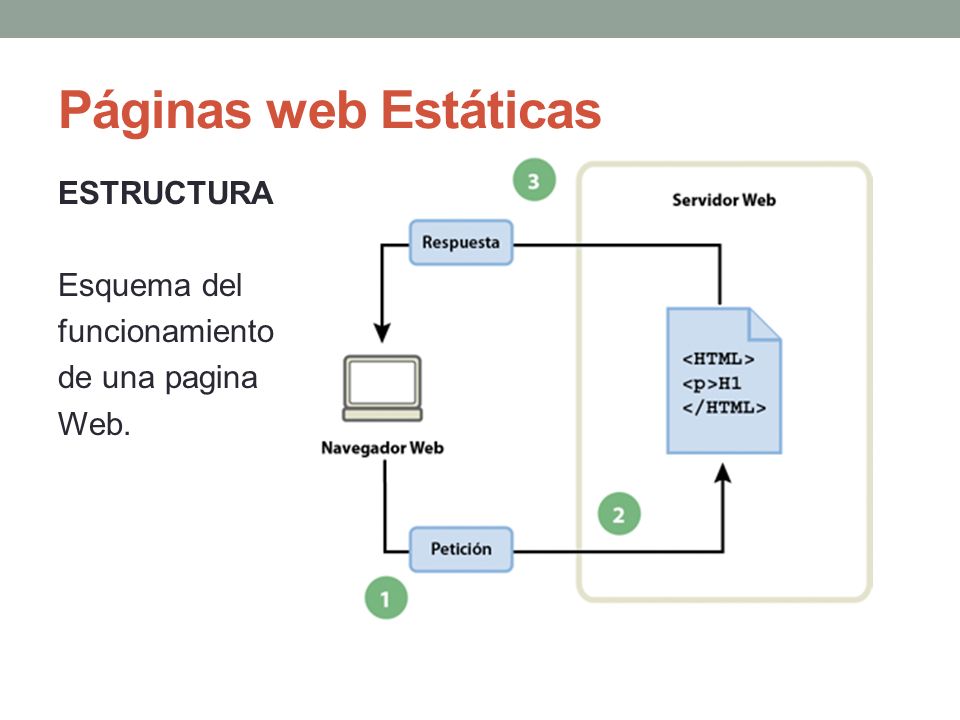 Páginas web Estáticas
ESTRUCTURA
Esquema del
funcionamiento
de una pagina
Web.
3
Servidor Web
Respuesta
<HTML>
<p>H1
</HTML>
Navegador Web
2
Petición
1